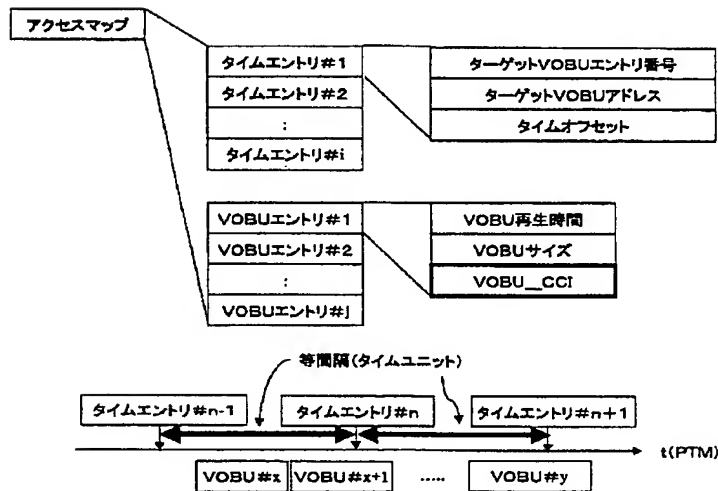 アクセスマップ
タイムエントリ#1
タイムエントリ#2
:
タイムエントリ#i
ターゲットVOBUエントリ番号
ターゲットVOBUアドレス
タイムオフセット
VOBUエントリ#1
VOBUエントリ#2
:
VOBUエントリ#j
VOBU再生時間
VOBUサイズ
VOBU__CCI
等間隔(タイムユニット)
タイムエントリ#n-1
タイムエントリ#n
タイムエントリ#n+1
t(PTM)
VOBU#x VOBU#x+1 ..... VOBU#y